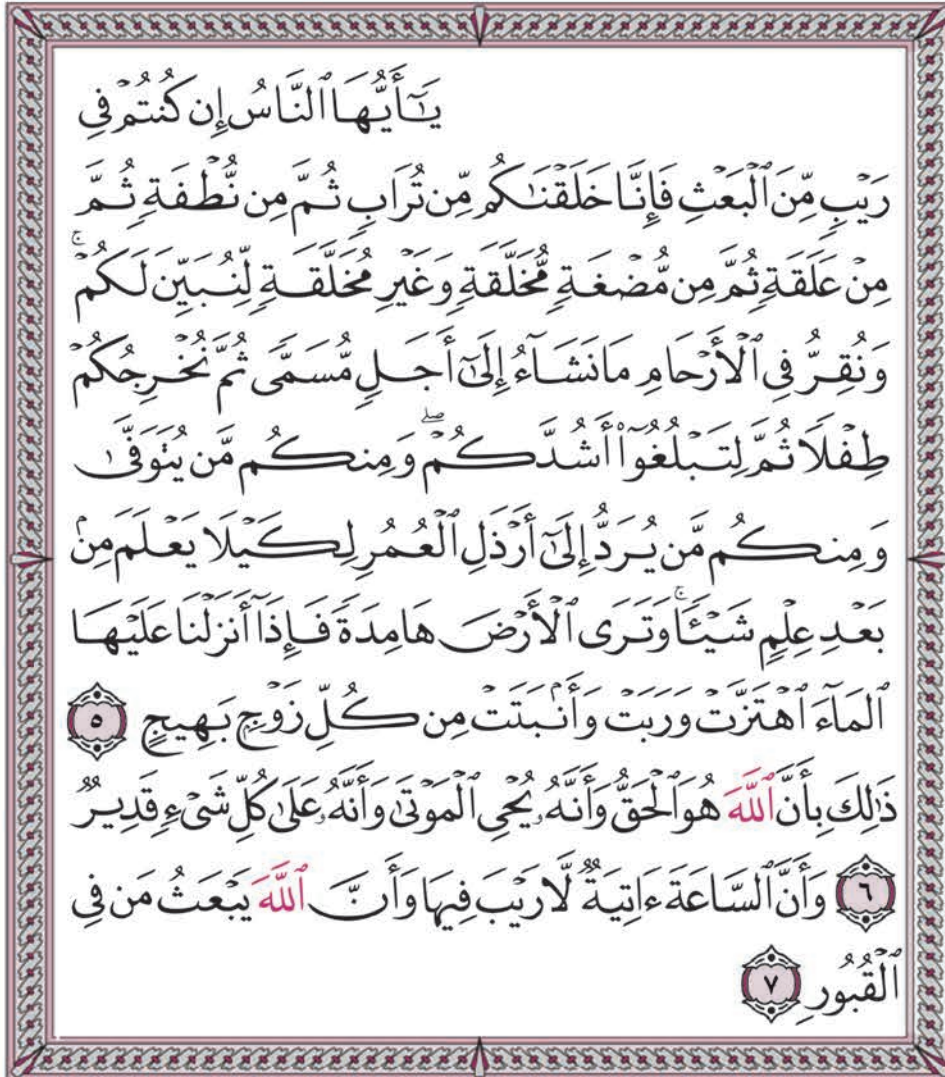 يَٰٓأَيُّهَا ٱلنَّاسُ إِن كُنتُمۡ فِي
رَيۡبٖ مِّنَ ٱلۡبَعۡثِ فَإِنَّا خَلَقۡنَٰكُم مِّن تُرَابٖ ثُمَّ مِن نُّطۡفَةٖ ثُمَّ
مِنۡ عَلَقَةٖ ثُمَّ مِن مُّضۡغَةٖ مُّخَلَّقَةٖ وَغَيۡرِ مُخَلَّقَةٖ لِّنُبَيِّنَ لَكُمۡۚ
وَنُقِرُّ فِي ٱلۡأَرۡحَامِ مَا نَشَآءُ إِلَىٰٓ أَجَلٖ مُّسَمّٗى ثُمَّ نُخۡرِجُكُمۡ
طِفۡلٗا ثُمَّ لِتَبۡلُغُوٓاْ أَشُدَّكُمۡۖ وَمِنكُم مَّن يُتَوَفَّىٰ
وَمِنكُم مَّن يُرَدُّ إِلَىٰٓ أَرۡذَلِ ٱلۡعُمُرِ لِكَيۡلَا يَعۡلَمَ مِنۢ
بَعۡدِ عِلۡمٖ شَيۡـٔٗاۚ وَتَرَى ٱلۡأَرۡضَ هَامِدَةٗ فَإِذَآ أَنزَلۡنَا عَلَيۡهَا
ٱلۡمَآءَ ٱهۡتَزَّتۡ وَرَبَتۡ وَأَنۢبَتَتۡ مِن كُلِّ زَوۡجِۭ بَهِيجٖ ٥
ذَٰلِكَ بِأَنَّ ٱللَّهَ هُوَ ٱلۡحَقُّ وَأَنَّهُۥ يُحۡيِ ٱلۡمَوۡتَىٰ وَأَنَّهُۥ عَلَىٰ كُلِّ شَيۡءٖ قَدِيرٞ
٦ وَأَنَّ ٱلسَّاعَةَ ءَاتِيَةٞ لَّا رَيۡبَ فِيهَا وَأَنَّ ٱللَّهَ يَبۡعَثُ مَن فِي
ٱلۡقُبُورِ ٧